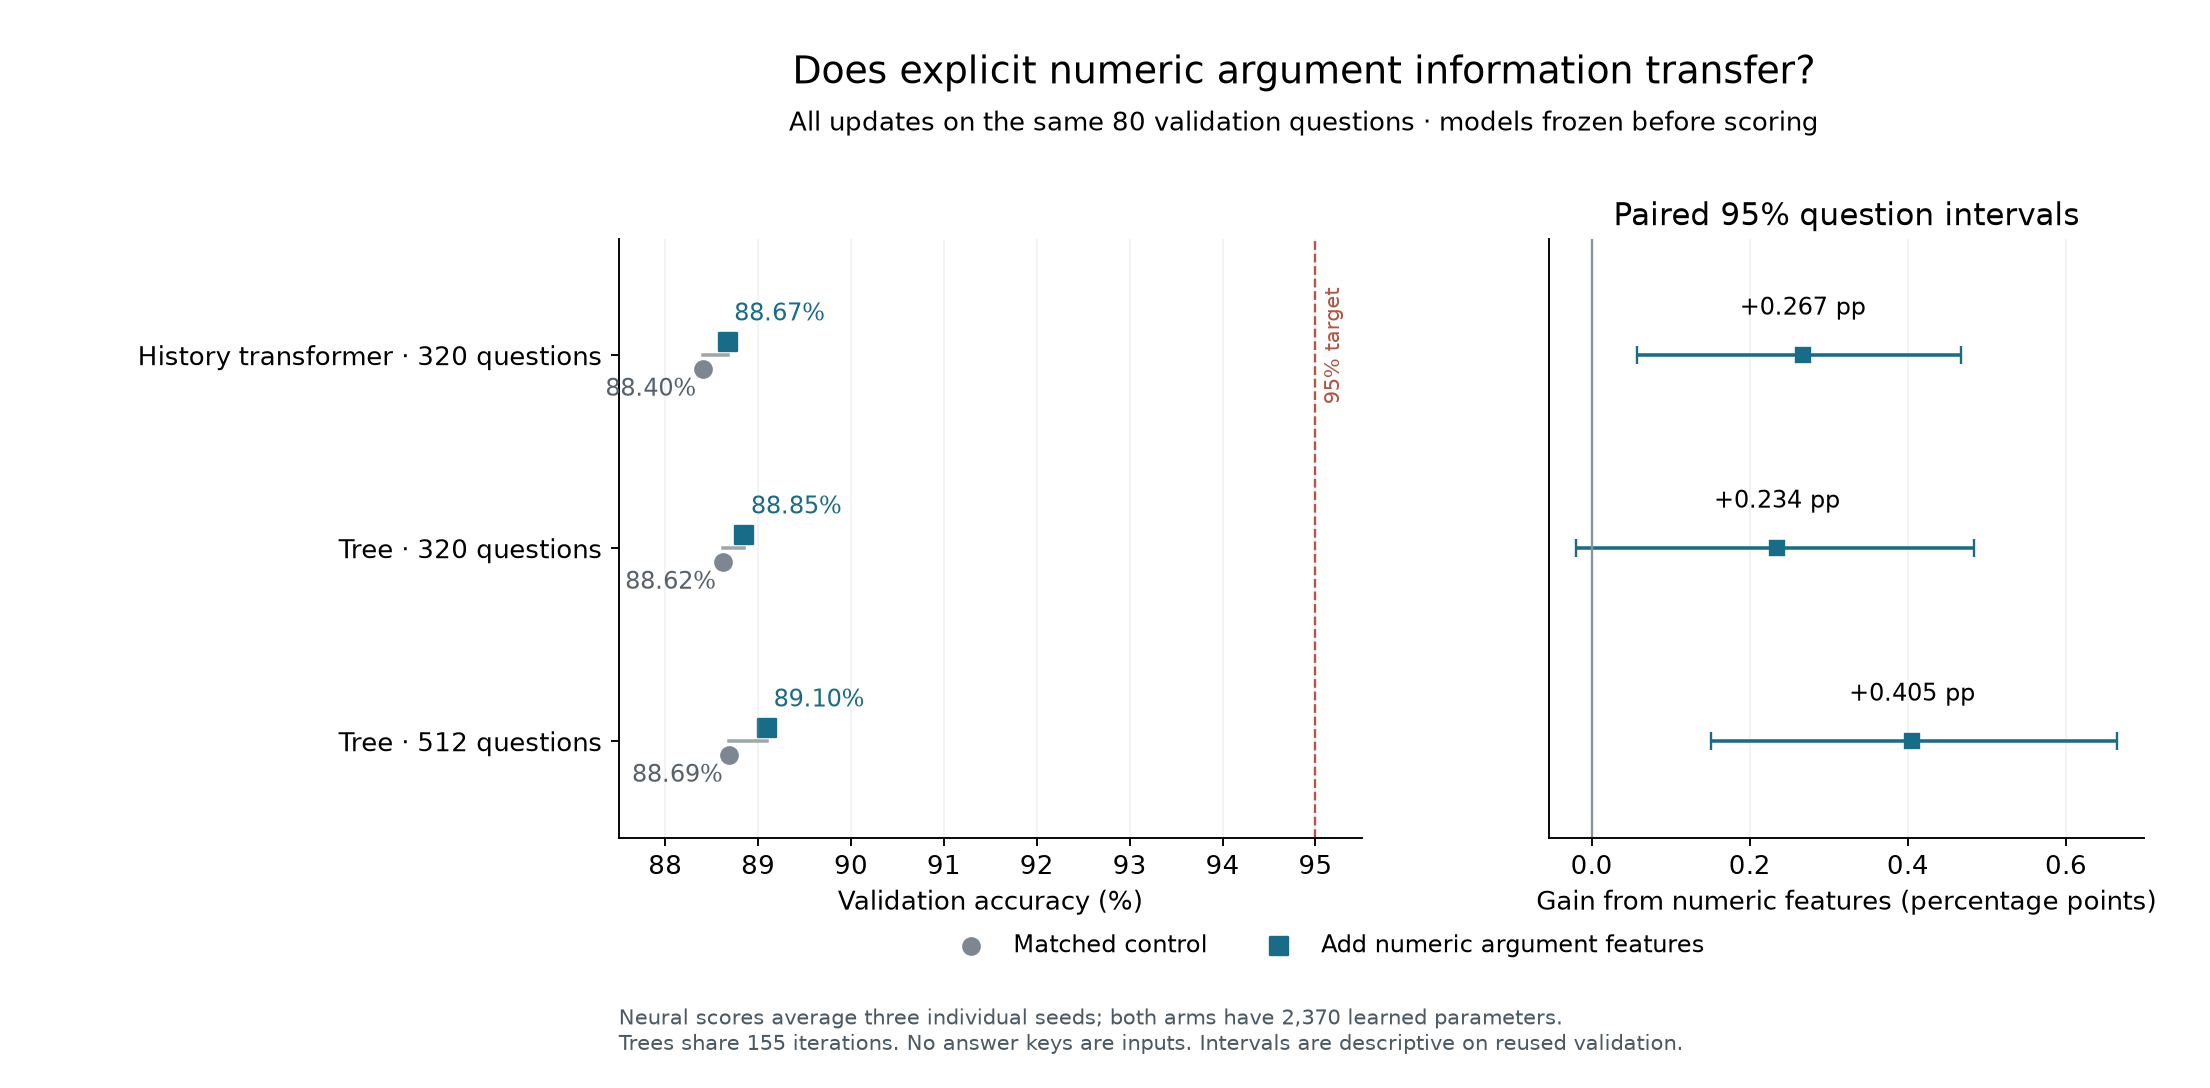 Does explicit numeric argument information transfer?
All updates on the same 80 validation questions · models frozen before scoring
Paired 95% question intervals
History transformer · 320 questions
Tree · 320 questions
Tree · 512 questions
88.67%
88.40%
88.85%
88.62%
89.10%
88.69%
95% target
+0.267 pp
+0.234 pp
+0.405 pp
88 89 90 91 92 93 94 95
Validation accuracy (%)
0.0 0.2 0.4 0.6
Gain from numeric features (percentage points)
Matched control
Add numeric argument features
Neural scores average three individual seeds; both arms have 2,370 learned parameters.
Trees share 155 iterations. No answer keys are inputs. Intervals are descriptive on reused validation.